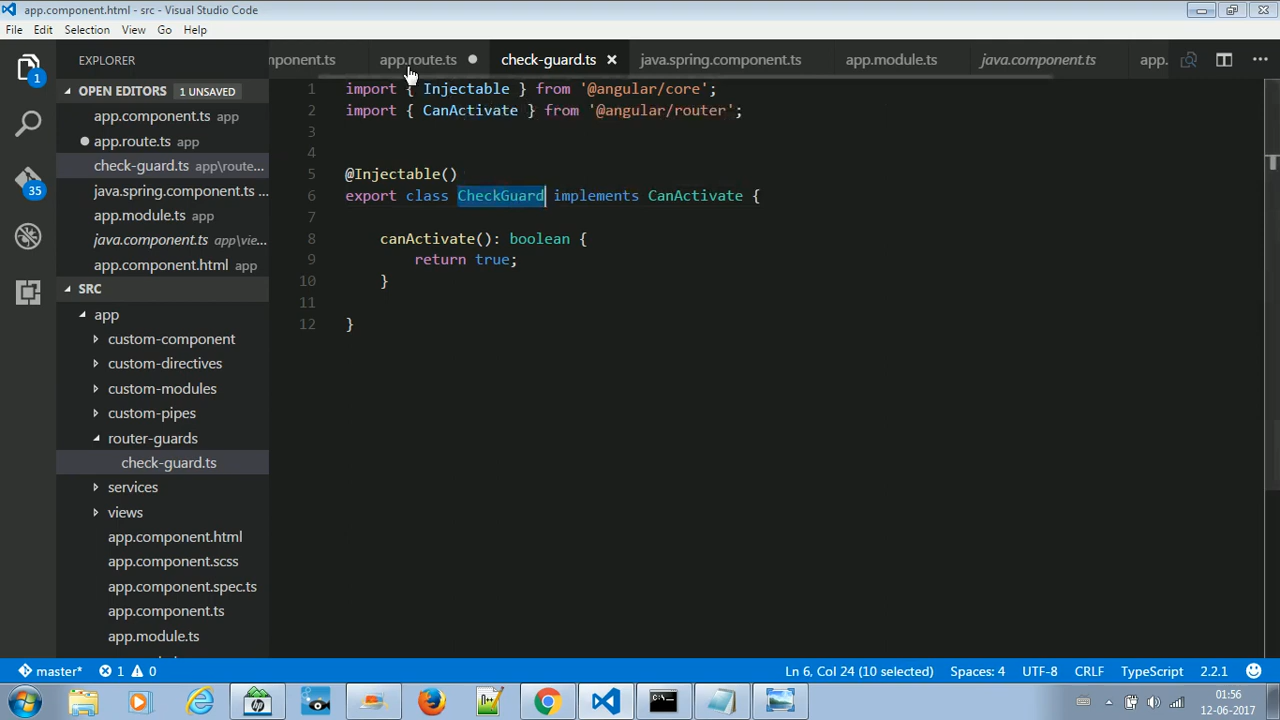 app.component.html - src - Visual Studio Code
File Edit Selection View Go Help
EXPLORER
mponent.ts app.route.ts check-guard.ts java.spring.component.ts app.module.ts java.component.ts app.
OPEN EDITORS 1 UNSAVED
app.component.ts app
app.route.ts app
check-guard.ts app\route...
java.spring.component.ts ...
app.module.ts app
java.component.ts app\vie...
app.component.html app
SRC
app
custom-component
custom-directives
custom-modules
custom-pipes
router-guards
check-guard.ts
services
views
app.component.html
app.component.scss
app.component.spec.ts
app.component.ts
app.module.ts
1
35
1 import { Injectable } from '@angular/core';
2 import { CanActivate } from '@angular/router';
3
4
5 @Injectable()
6 export class CheckGuard implements CanActivate {
7
8 canActivate(): boolean {
9 return true;
10 }
11
12 }
master* 1 0 Ln 6, Col 24 (10 selected) Spaces: 4 UTF-8 CRLF TypeScript 2.2.1
01:56
12-06-2017